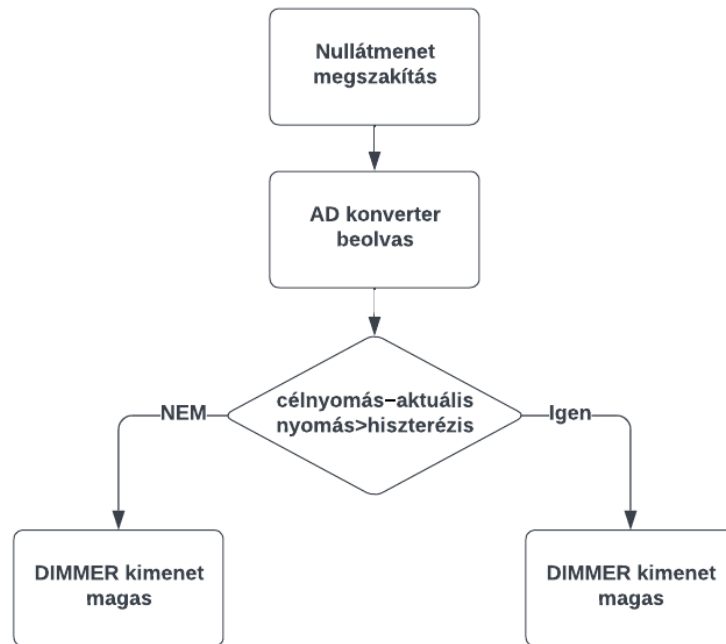 Nullátmenet
megszakítás
AD konverter
beolvas
célnyomás−aktuális
nyomás>hiszterézis
NEM
Igen
DIMMER kimenet
magas
DIMMER kimenet
magas